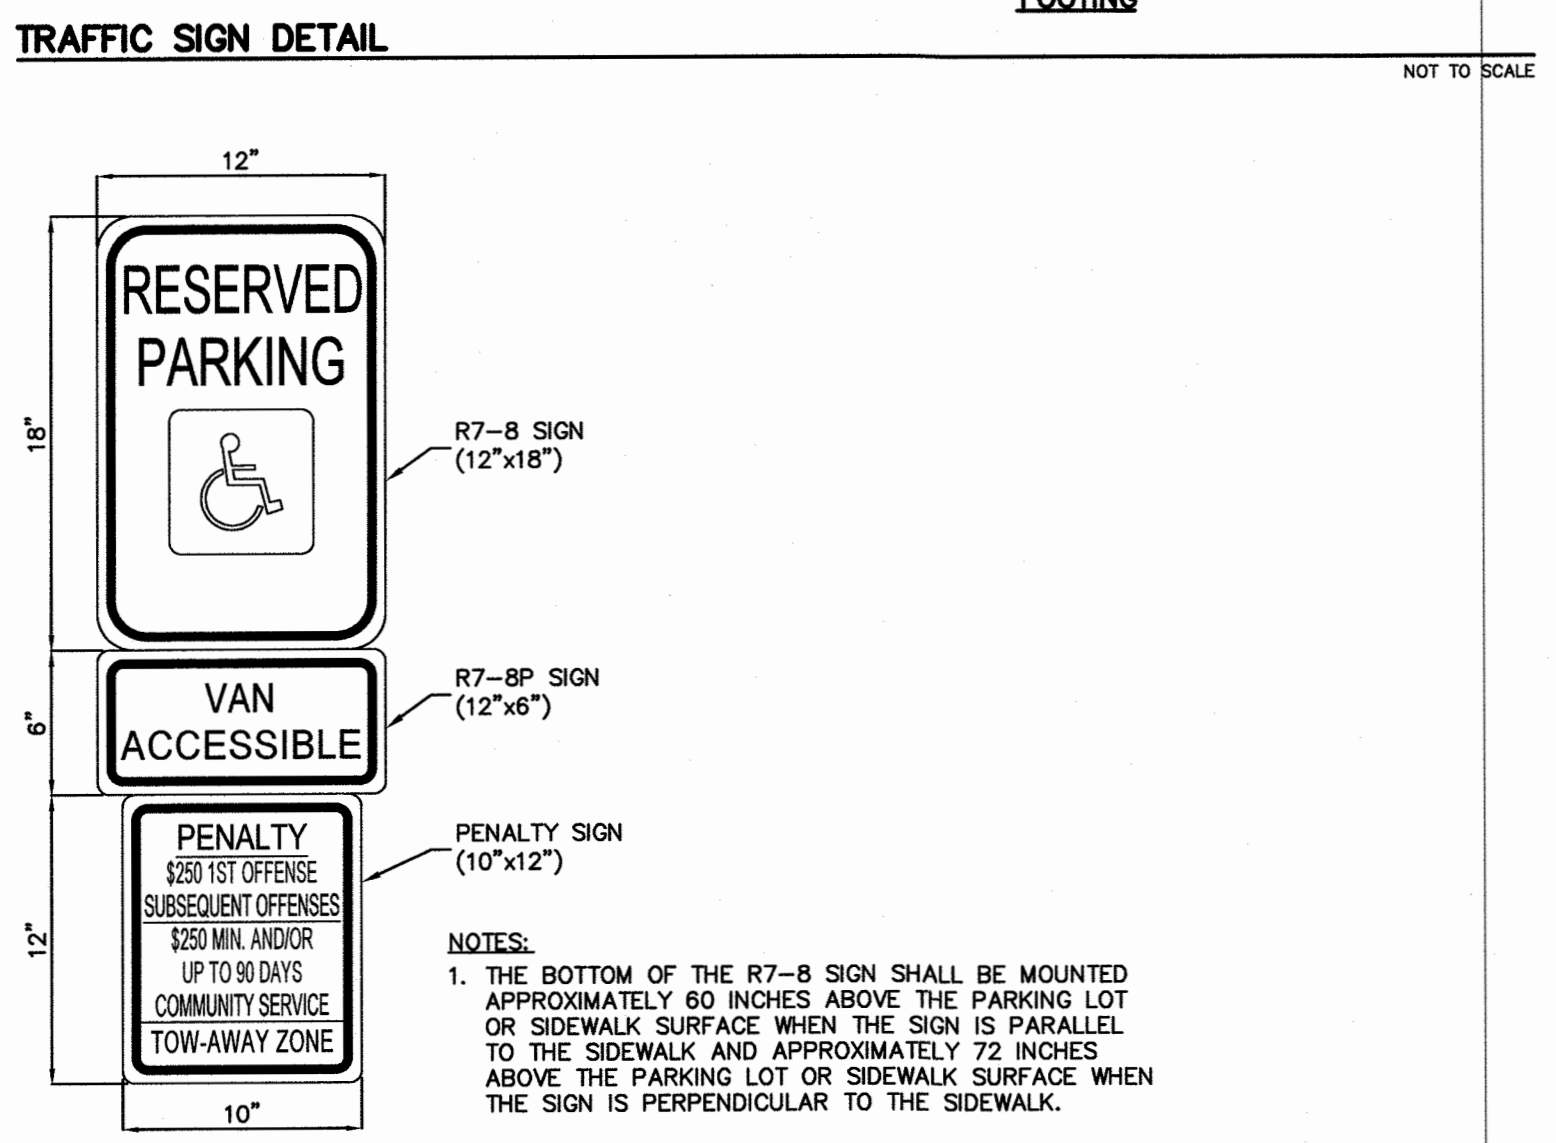 FOOTING
TRAFFIC SIGN DETAIL
NOT TO SCALE
12”
18”
RESERVED
PARKING
R7-8 SIGN
(12”x18”)
6”
VAN
ACCESSIBLE
R7-8P SIGN
(12”x6”)
12”
PENALTY
$250 1ST OFFENSE
SUBSEQUENT OFFENSES
$250 MIN. AND/OR
UP TO 90 DAYS
COMMUNITY SERVICE
TOW-AWAY ZONE
10”
PENALTY SIGN
(10”x12”)
NOTES:
1. THE BOTTOM OF THE R7-8 SIGN SHALL BE MOUNTED
APPROXIMATELY 60 INCHES ABOVE THE PARKING LOT
OR SIDEWALK SURFACE WHEN THE SIGN IS PARALLEL
TO THE SIDEWALK AND APPROXIMATELY 72 INCHES
ABOVE THE PARKING LOT OR SIDEWALK SURFACE WHEN
THE SIGN IS PERPENDICULAR TO THE SIDEWALK.